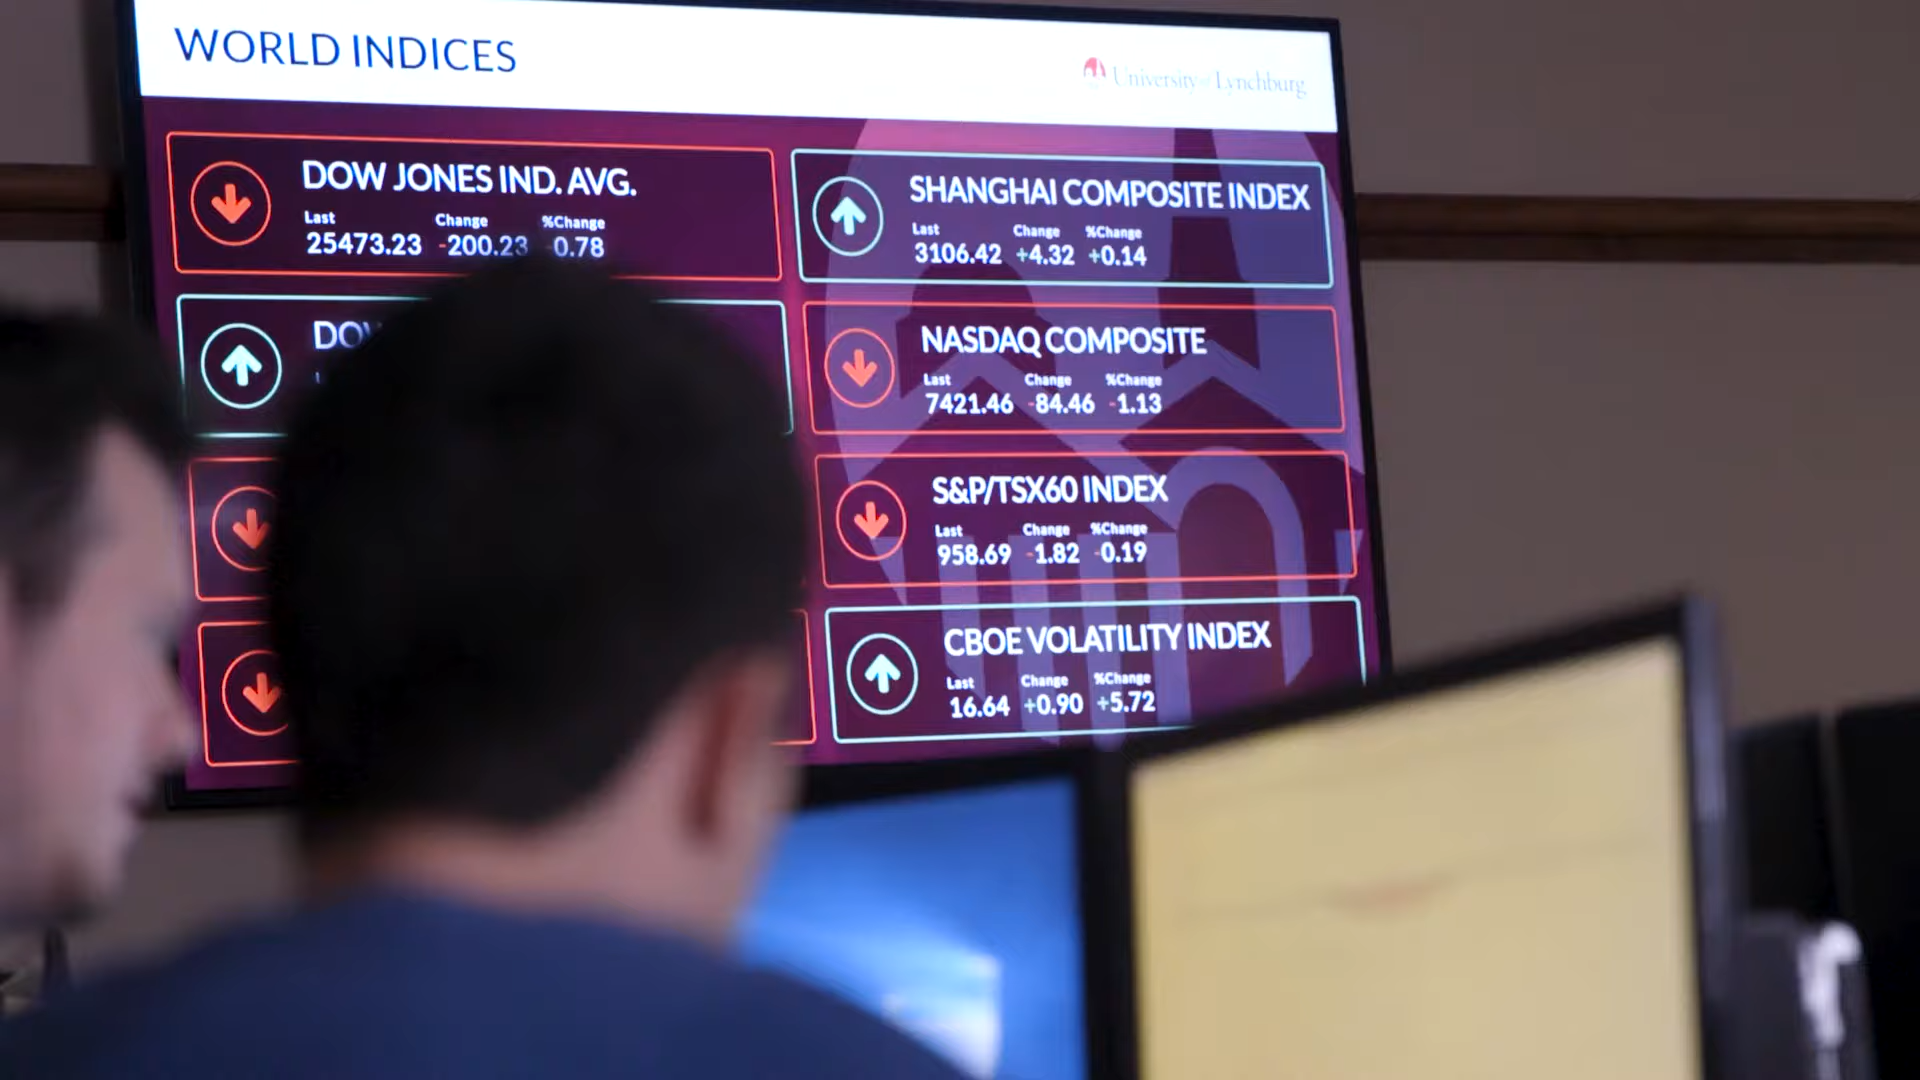 WORLD INDICES
University of Lynchburg
DOW JONES IND. AVG.
Last Change %Change
25473.23 -200.23 -0.78
SHANGHAI COMPOSITE INDEX
Last Change %Change
3106.42 +4.32 +0.14
NASDAQ COMPOSITE
Last Change %Change
7421.46 -84.46 -1.13
S&P/TSX60 INDEX
Last Change %Change
958.69 -1.82 -0.19
CBOE VOLATILITY INDEX
Last Change %Change
16.64 +0.90 +5.72